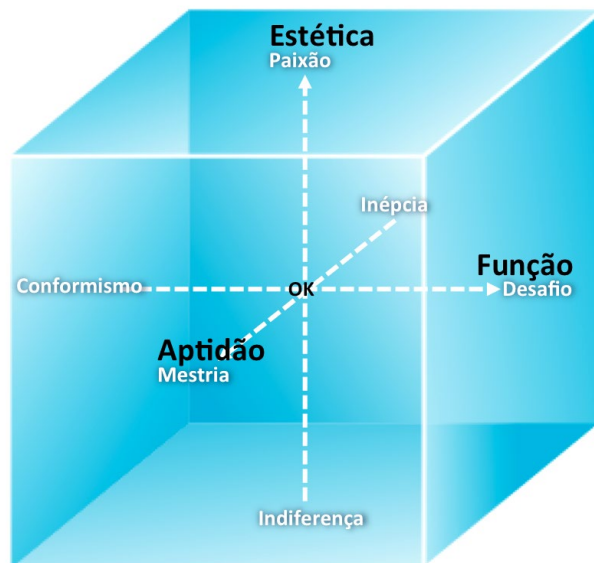 Estética
Paixão
Inépcia
Função
Conformismo
OK
Desafio
Aptidão
Mestria
Indiferença